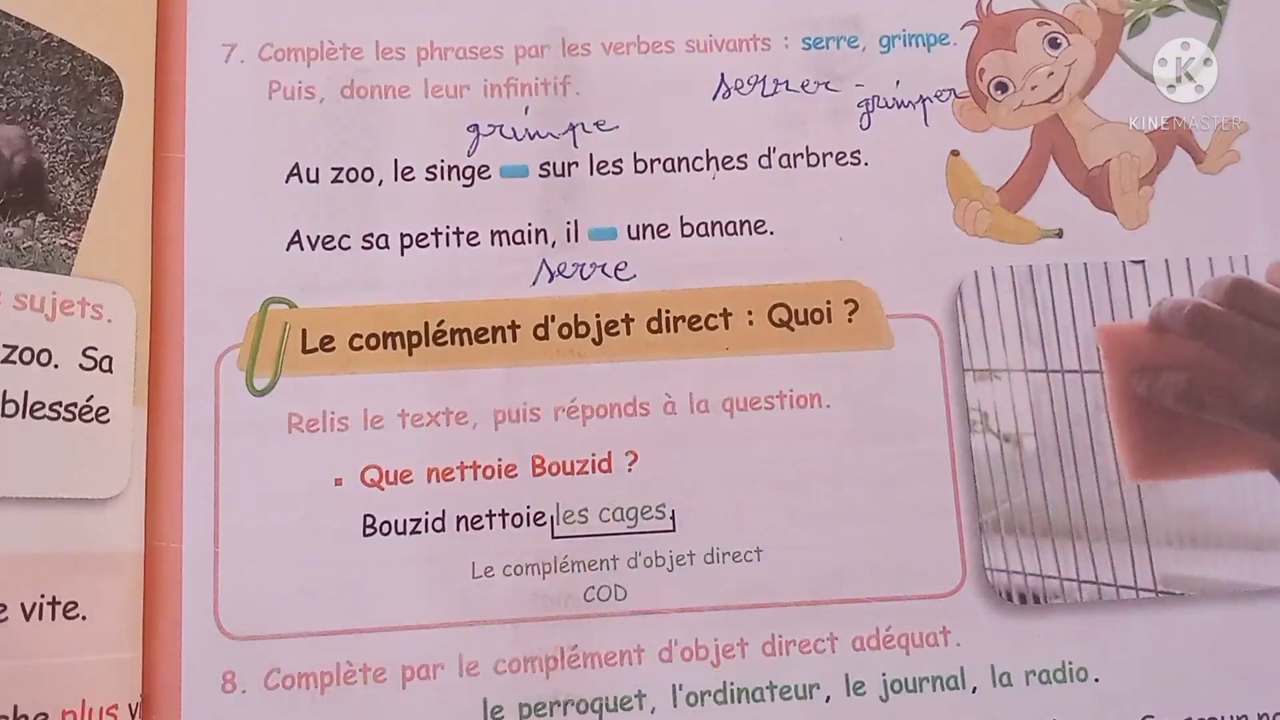 7. Complète les phrases par les verbes suivants : serre, grimpe.
Puis, donne leur infinitif.
serrer - grimper
grimpe
Au zoo, le singe sur les branches d'arbres.
Avec sa petite main, il une banane.
serre
Le complément d'objet direct : Quoi ?
Relis le texte, puis réponds à la question.
▪ Que nettoie Bouzid ?
Bouzid nettoie les cages.
Le complément d'objet direct
COD
8. Complète par le complément d'objet direct adéquat.
le perroquet, l'ordinateur, le journal, la radio.
sujets.
zoo. Sa
blessée
vite.
plus
K
KINEMASTER